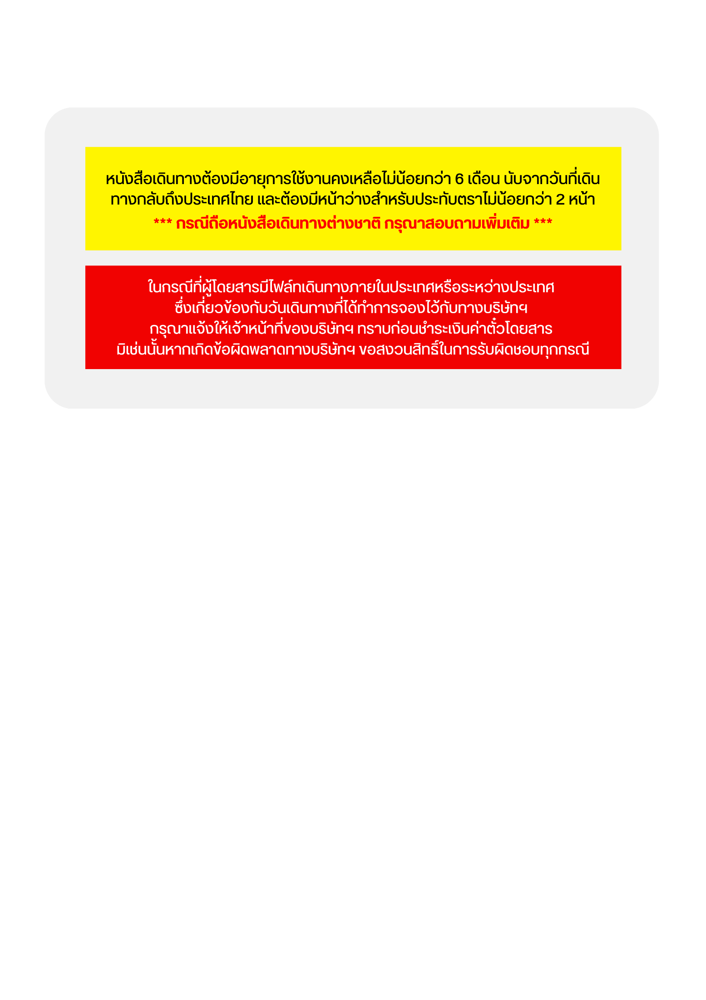 หนังสือเดินทางต้องมีอายุการใช้งานคงเหลือไม่น้อยกว่า 6 เดือน นับจากวันที่เดิน
ทางกลับถึงประเทศไทย และต้องมีหน้าว่างสำหรับประทับตราไม่น้อยกว่า 2 หน้า
*** กรณีถือหนังสือเดินทางต่างชาติ กรุณาสอบถามเพิ่มเติม ***
ในกรณีที่ผู้โดยสารมีไฟล์ทเดินทางภายในประเทศหรือระหว่างประเทศ
ซึ่งเกี่ยวข้องกับวันเดินทางที่ได้ทำการจองไว้กับทางบริษัทฯ
กรุณาแจ้งให้เจ้าหน้าที่ของบริษัทฯ ทราบก่อนชำระเงินค่าตั๋วโดยสาร
มิเช่นนั้นหากเกิดข้อผิดพลาดทางบริษัทฯ ขอสงวนสิทธิ์ในการรับผิดชอบทุกกรณี